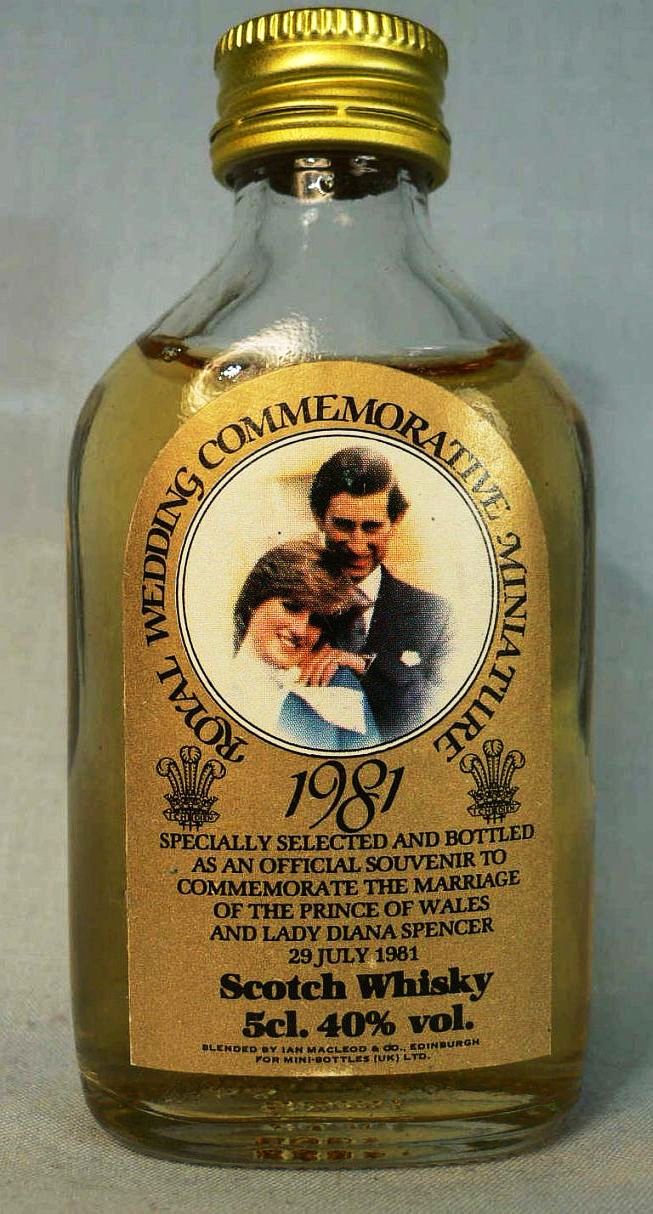 ROYAL WEDDING COMMEMORATIVE MINIATURE
1981
SPECIALLY SELECTED AND BOTTLED
AS AN OFFICIAL SOUVENIR TO
COMMEMORATE THE MARRIAGE
OF THE PRINCE OF WALES
AND LADY DIANA SPENCER
29 JULY 1981
Scotch Whisky
5cl. 40% vol.
BLENDED BY IAN MACLEOD & CO., EDINBURGH
FOR MINI-BOTTLES (UK) LTD.